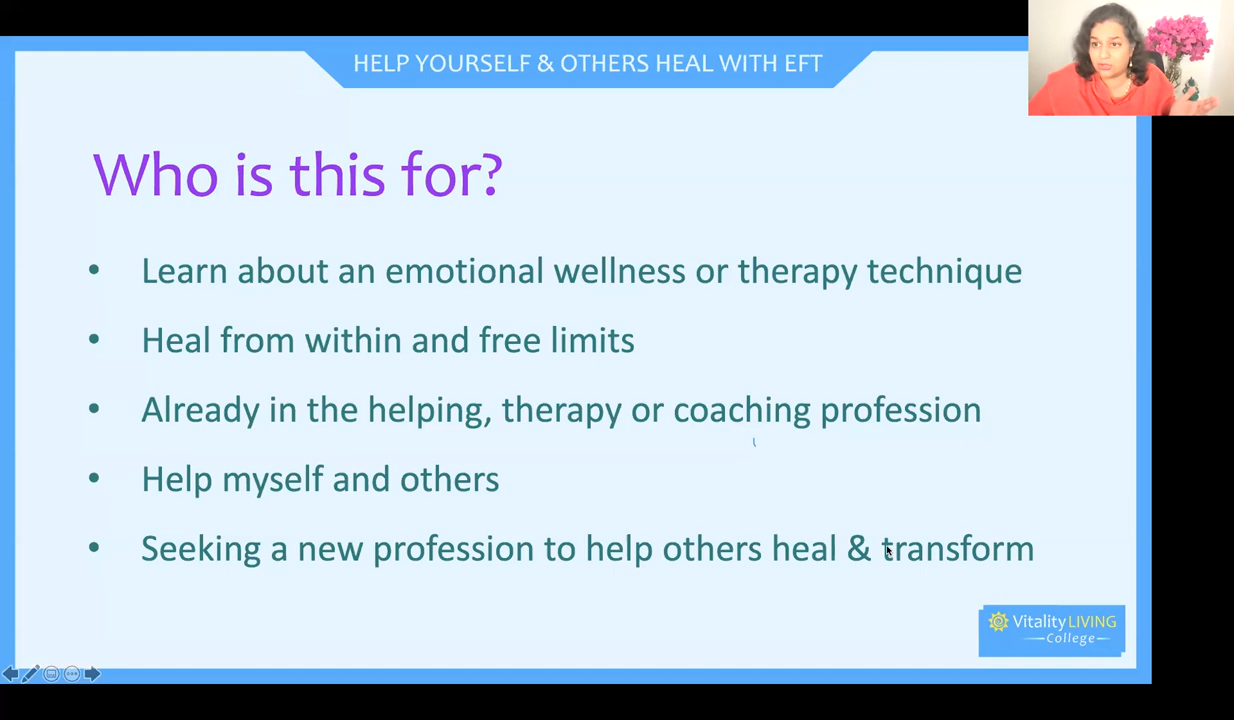 HELP YOURSELF & OTHERS HEAL WITH EFT
Who is this for?
• Learn about an emotional wellness or therapy technique
• Heal from within and free limits
• Already in the helping, therapy or coaching profession
• Help myself and others
• Seeking a new profession to help others heal & transform
Vitality LIVING
College